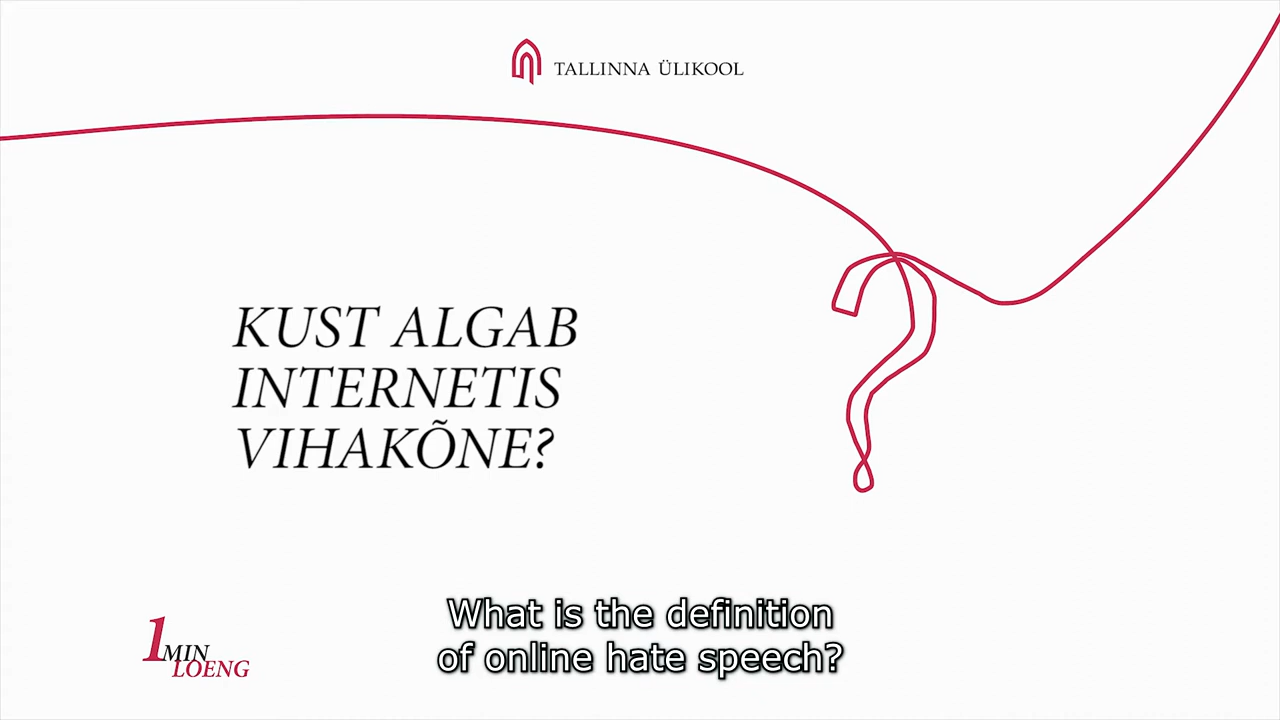 TALLINNA ÜLIKOOL
KUST ALGAB
INTERNETIS
VIHAKÕNE?
What is the definition
of online hate speech?
1MIN
LOENG